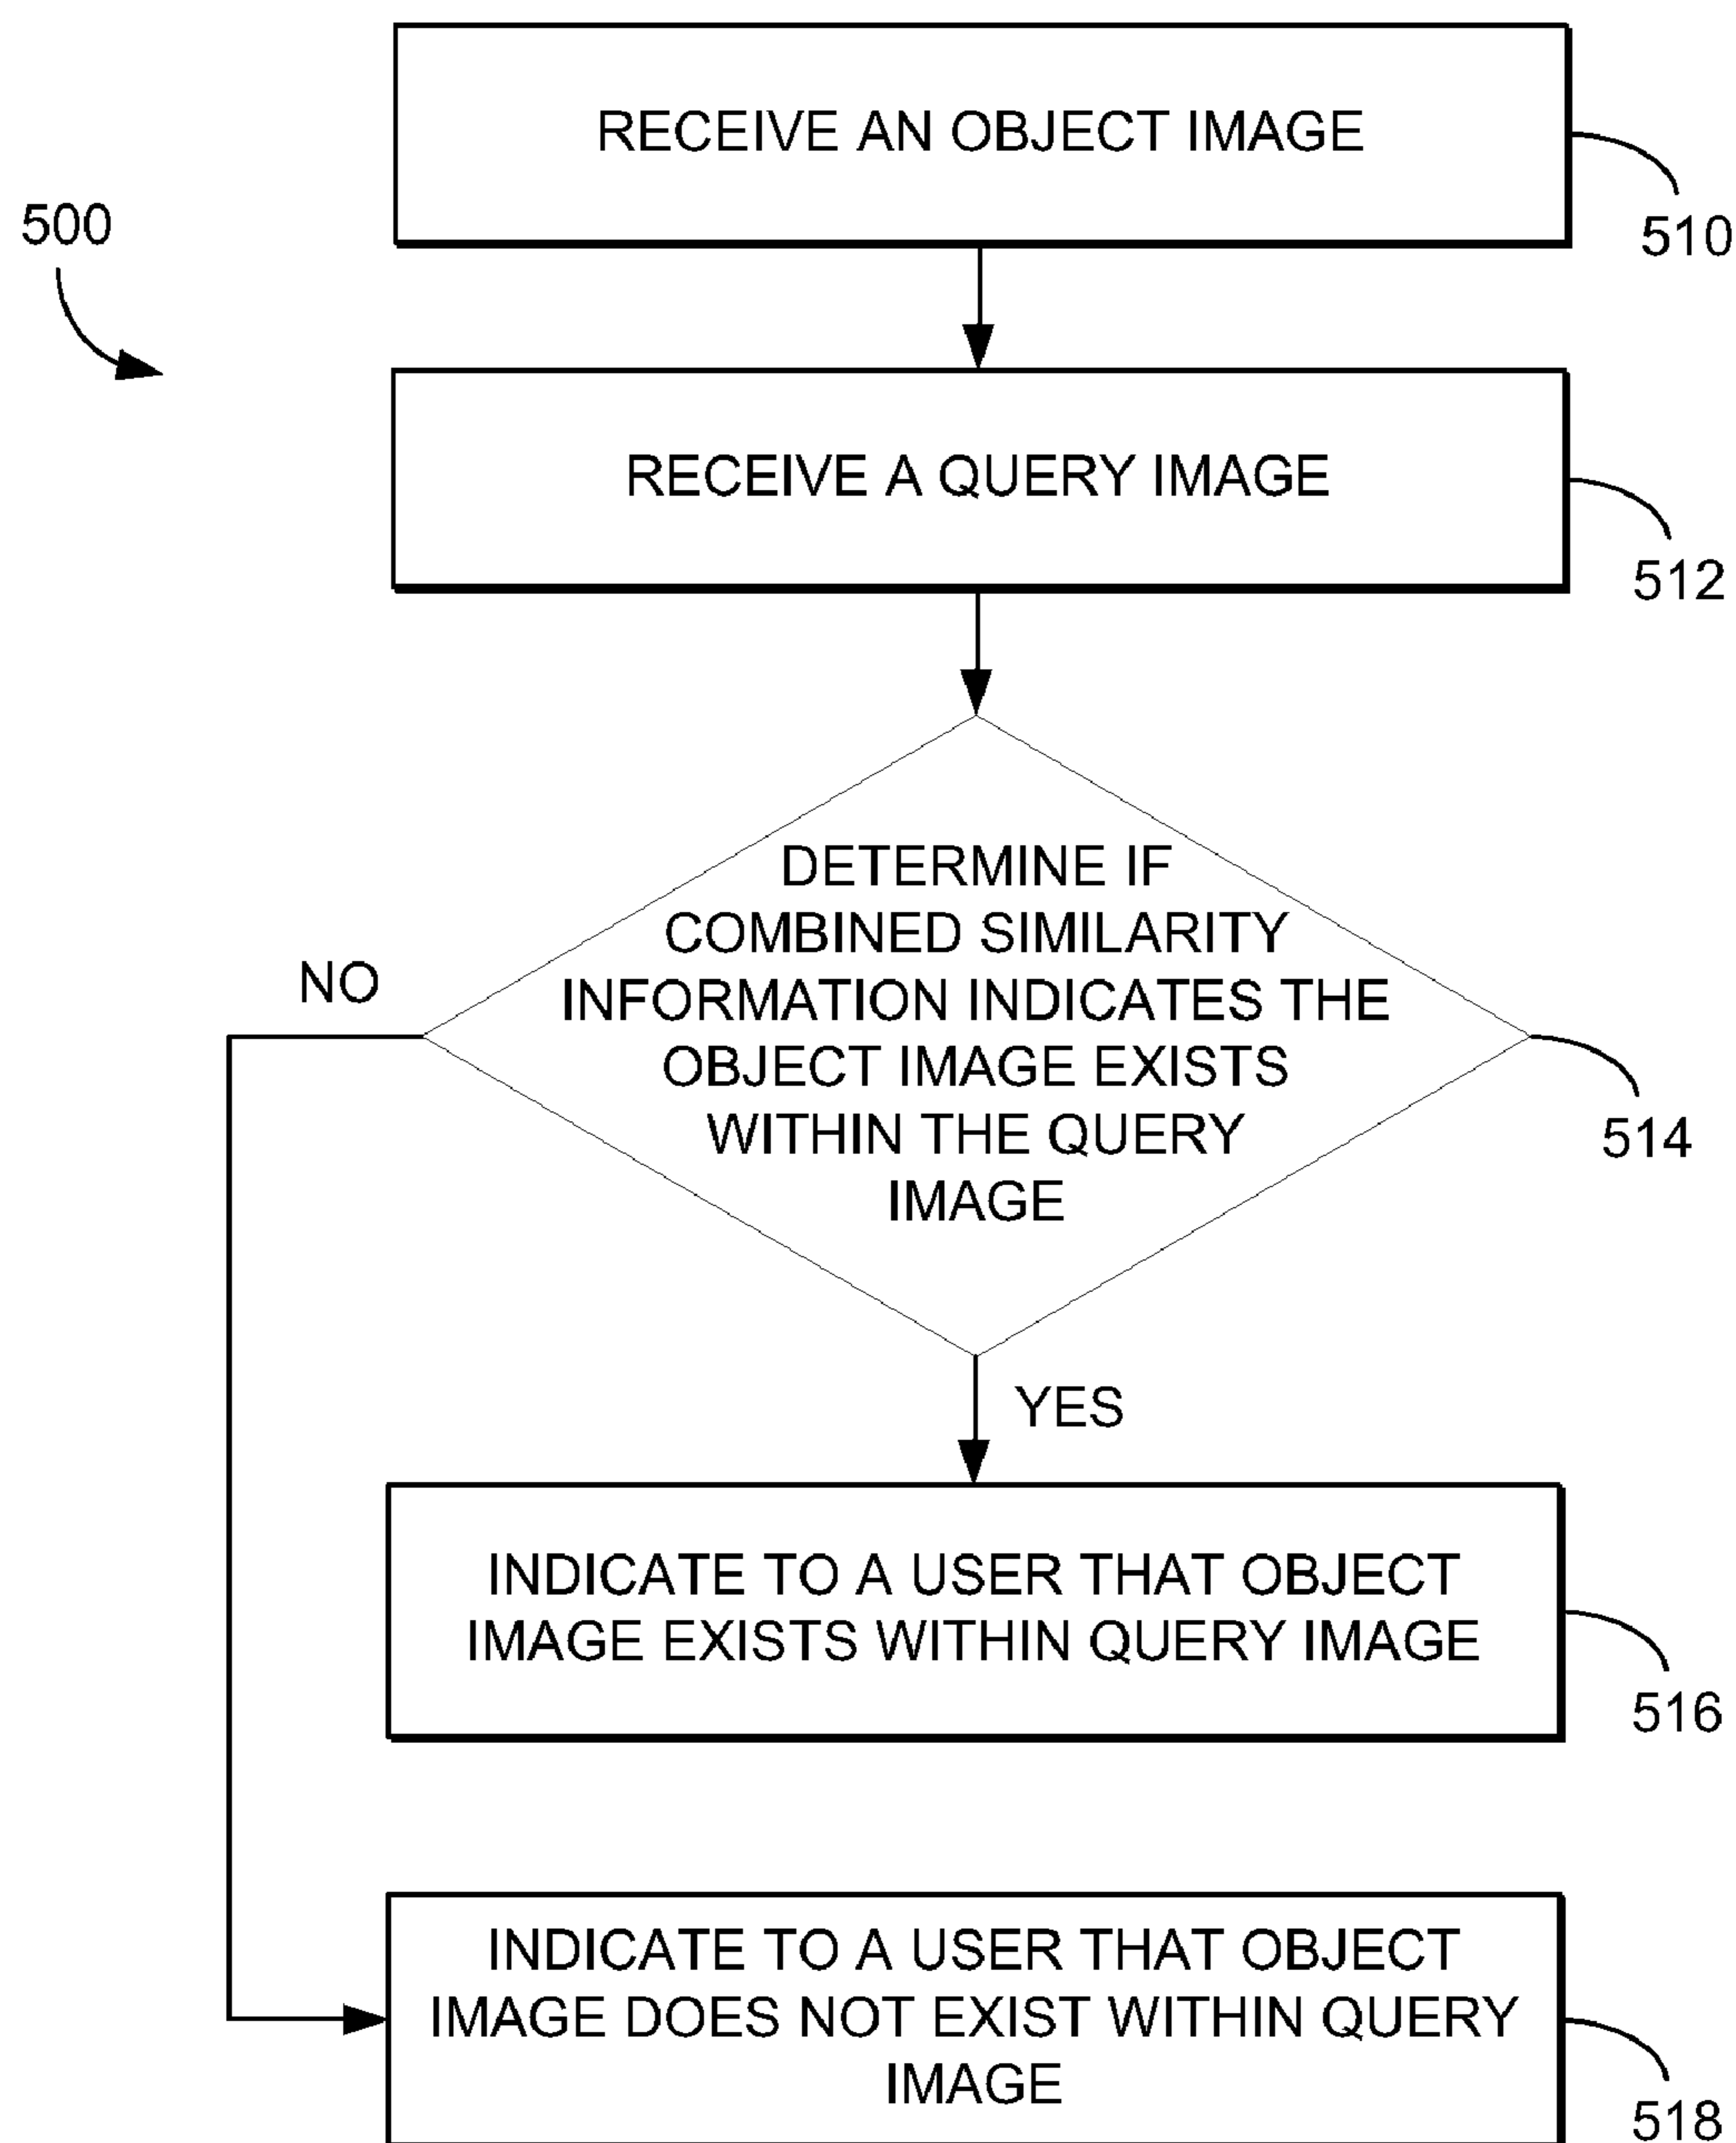 RECEIVE AN OBJECT IMAGE
510
500
RECEIVE A QUERY IMAGE
512
DETERMINE IF
COMBINED SIMILARITY
INFORMATION INDICATES THE
OBJECT IMAGE EXISTS
WITHIN THE QUERY
IMAGE
NO
514
YES
INDICATE TO A USER THAT OBJECT
IMAGE EXISTS WITHIN QUERY IMAGE
516
INDICATE TO A USER THAT OBJECT
IMAGE DOES NOT EXIST WITHIN QUERY
IMAGE
518